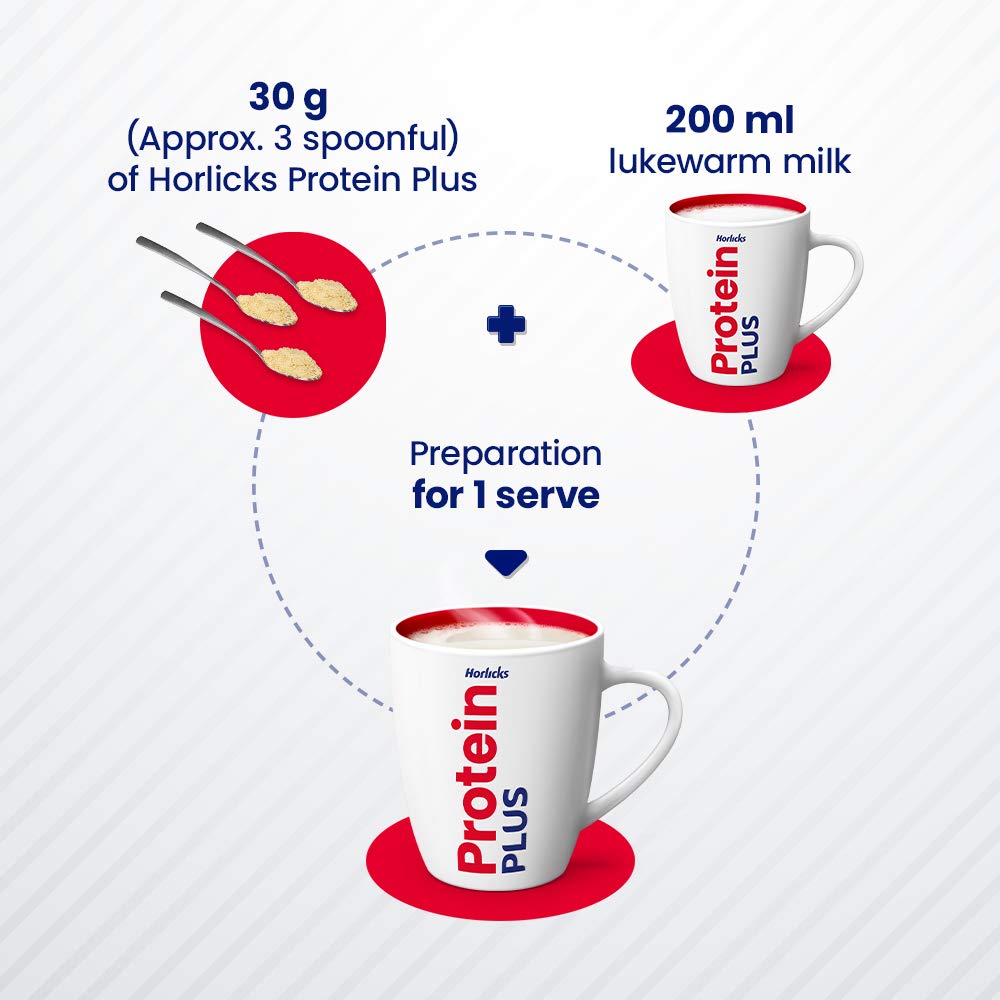 30 g
(Approx. 3 spoonful)
of Horlicks Protein Plus
200 ml
lukewarm milk
Horlicks
Protein
PLUS
Preparation
for 1 serve
Horlicks
Protein
PLUS